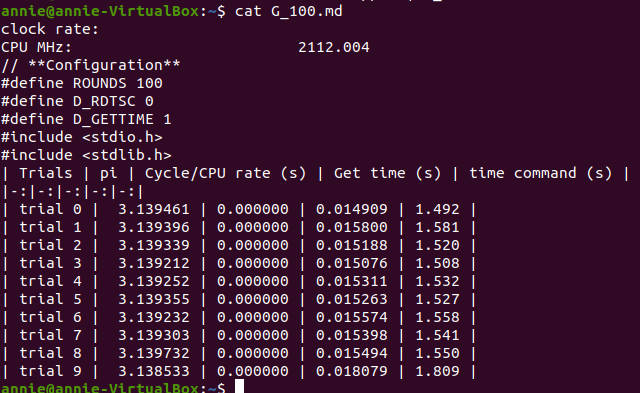 annie@annie-VirtualBox:~$ cat G_100.md
clock rate:
CPU MHz:                         2112.004
// **Configuration**
#define ROUNDS 100
#define D_RDTSC 0
#define D_GETTIME 1
#include <stdio.h>
#include <stdlib.h>
| Trials | pi | Cycle/CPU rate (s) | Get time (s) | time command (s) |
|-:|-:|-:|-:|-:|
| trial 0 |  3.139461 | 0.000000 | 0.014909 | 1.492 |
| trial 1 |  3.139396 | 0.000000 | 0.015800 | 1.581 |
| trial 2 |  3.139339 | 0.000000 | 0.015188 | 1.520 |
| trial 3 |  3.139212 | 0.000000 | 0.015076 | 1.508 |
| trial 4 |  3.139252 | 0.000000 | 0.015311 | 1.532 |
| trial 5 |  3.139355 | 0.000000 | 0.015263 | 1.527 |
| trial 6 |  3.139232 | 0.000000 | 0.015574 | 1.558 |
| trial 7 |  3.139303 | 0.000000 | 0.015398 | 1.541 |
| trial 8 |  3.139732 | 0.000000 | 0.015494 | 1.550 |
| trial 9 |  3.138533 | 0.000000 | 0.018079 | 1.809 |
annie@annie-VirtualBox:~$